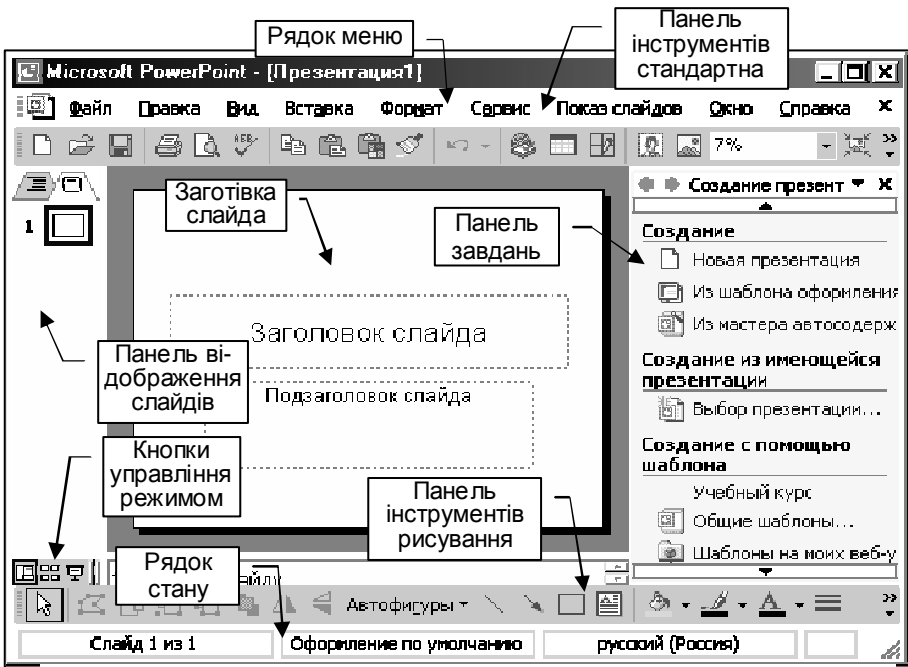 Рядок меню
Панель
інструментів
стандартна
Microsoft PowerPoint - [Презентация1]
Файл Правка Вид Вставка Формат Сервис Показ слайдов Окно Справка
7%
Заготівка
слайда
Панель
завдань
Создание презент
1
Создание
Новая презентация
Из шаблона оформления
Из мастера автосодерж
Заголовок слайда
Панель ві-
дображення
слайдів
Создание из имеющейся
презентации
Подзаголовок слайда
Выбор презентации...
Кнопки
управління
режимом
Создание с помощью
шаблона
Панель
інструментів
рисування
Учебный курс
Общие шаблоны...
Шаблоны на моих веб-у
Рядок
стану
айду
Автофигуры
Слайд 1 из 1
Оформление по умолчанию
русский (Россия)